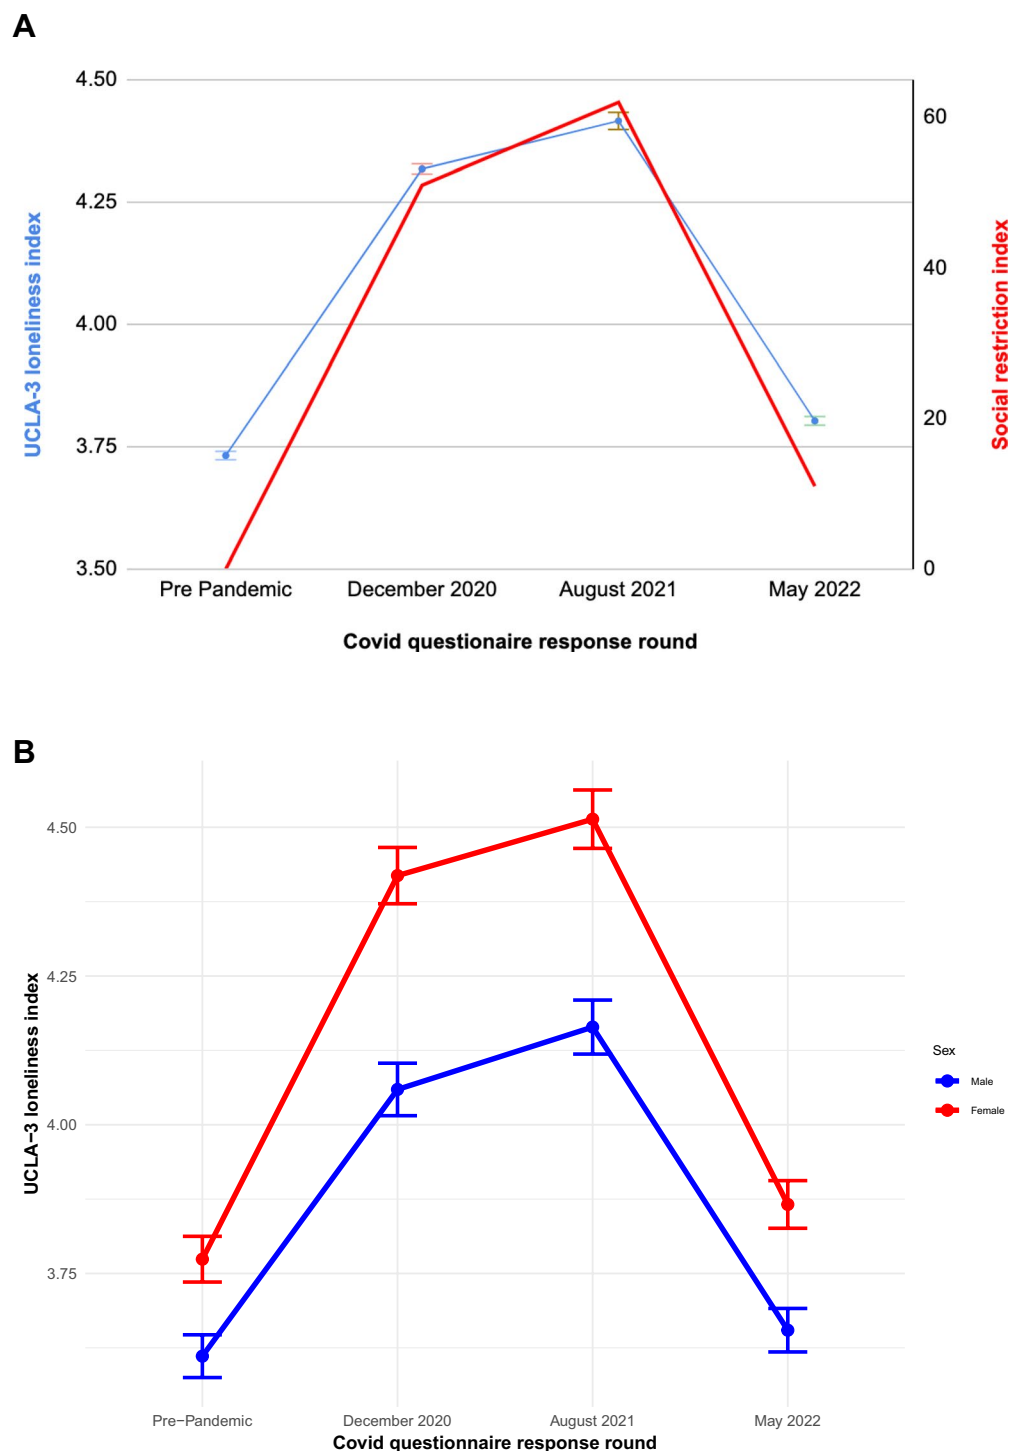 A
4.50
4.25
4.00
3.75
3.50
UCLA-3 loneliness index
60
40
20
0
Social restriction index
Pre Pandemic December 2020 August 2021 May 2022
Covid questionaire response round
B
4.50
4.25
4.00
3.75
UCLA−3 loneliness index
Sex
Male
Female
Pre−Pandemic December 2020 August 2021 May 2022
Covid questionnaire response round